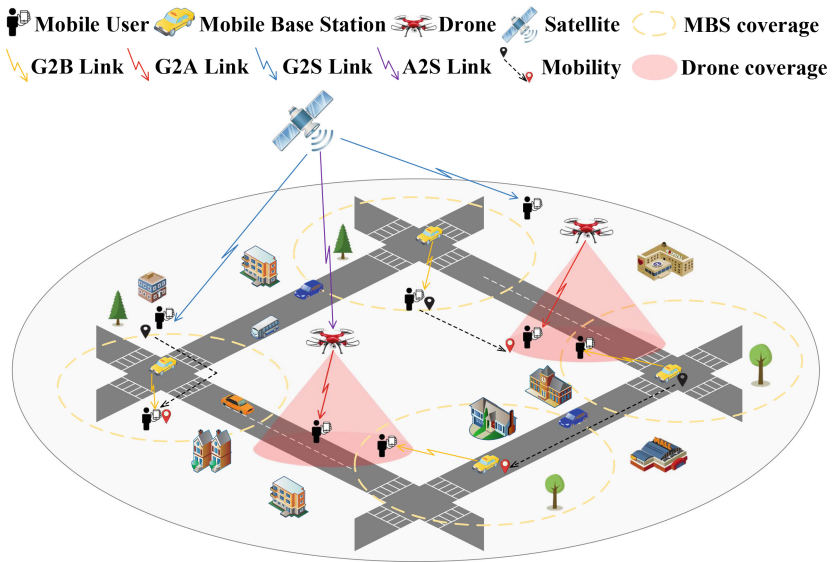 Mobile User Mobile Base Station Drone Satellite MBS coverage
G2B Link G2A Link G2S Link A2S Link Mobility Drone coverage